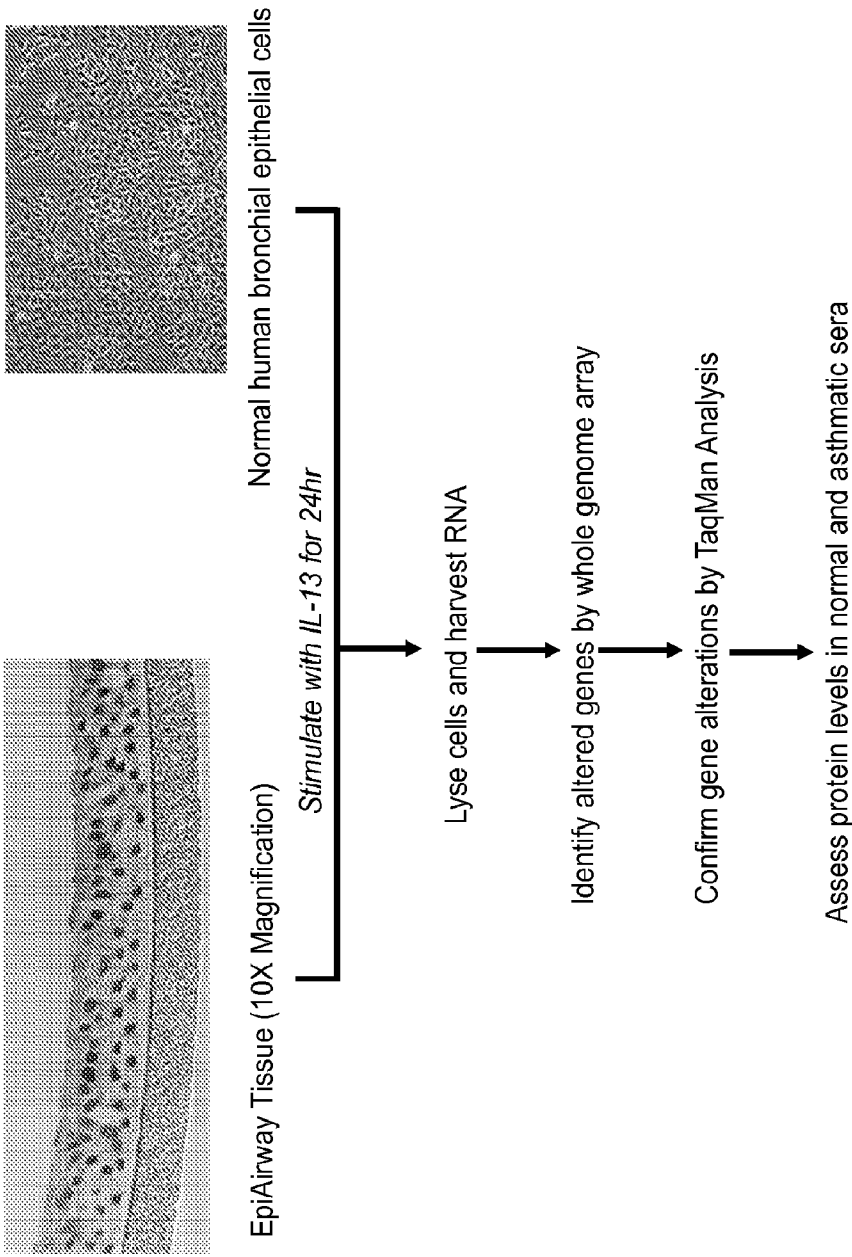 EpiAirway Tissue (10X Magnification)
Normal human bronchial epithelial cells
Stimulate with IL-13 for 24hr
Lyse cells and harvest RNA
Identify altered genes by whole genome array
Confirm gene alterations by TaqMan Analysis
Assess protein levels in normal and asthmatic sera